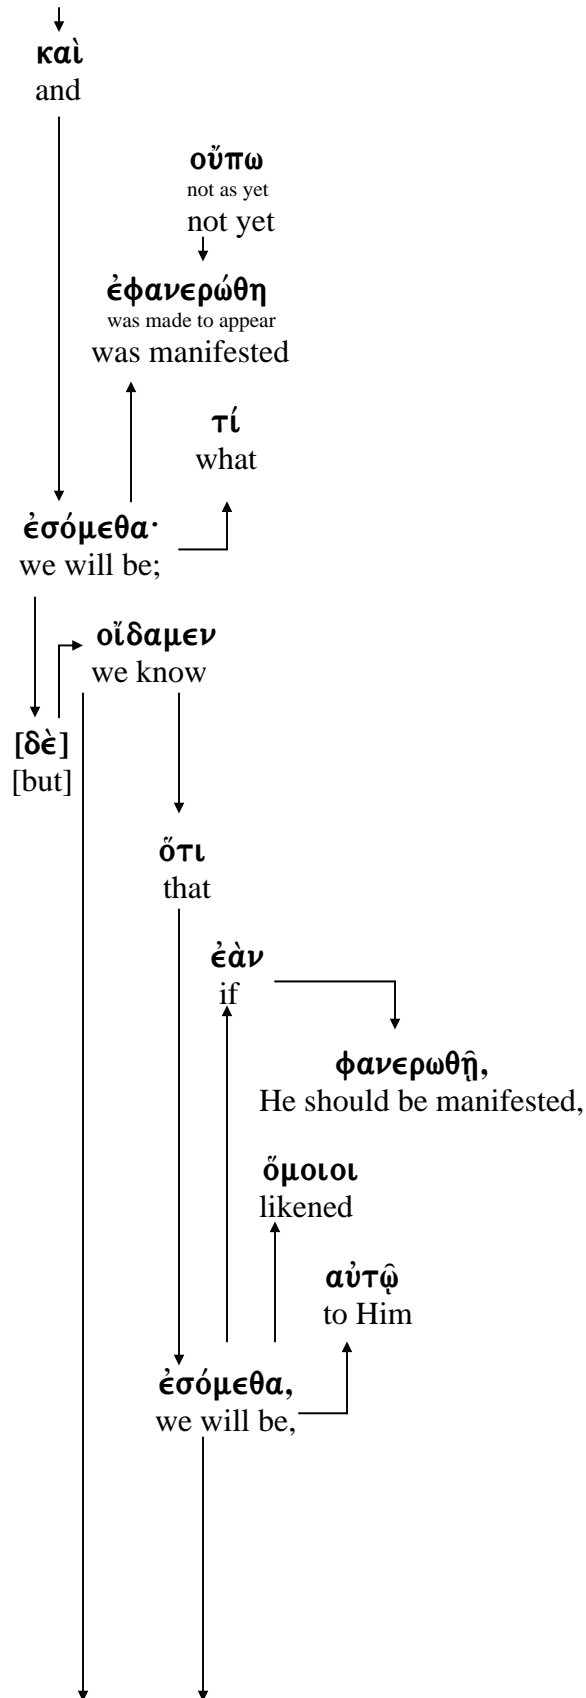 καὶ
and
οὔπω
not as yet
not yet
ἐφανερώθη
was made to appear
was manifested
τί
what
ἐσόμεθα·
we will be;
οἴδαμεν
we know
[δὲ]
[but]
ὅτι
that
ἐὰν
if
φανερωθῇ,
He should be manifested,
ὅμοιοι
likened
αὐτῷ
to Him
ἐσόμεθα,
we will be,